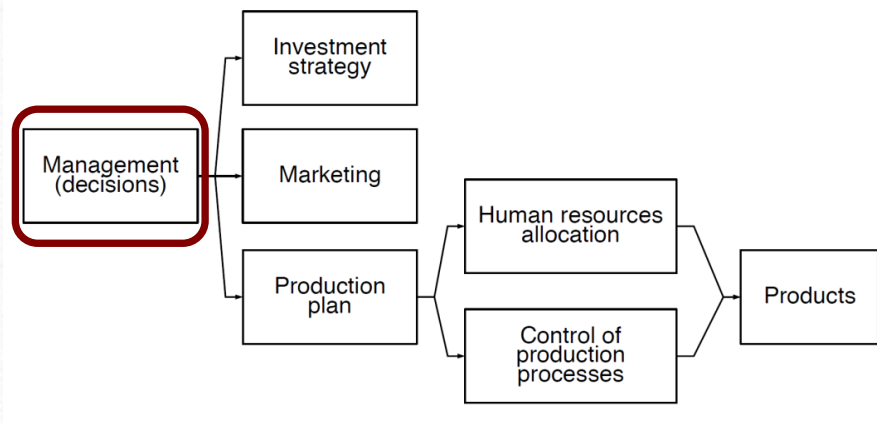 Investment
strategy
Management
(decisions)
Marketing
Human resources
allocation
Production
plan
Products
Control of
production
processes